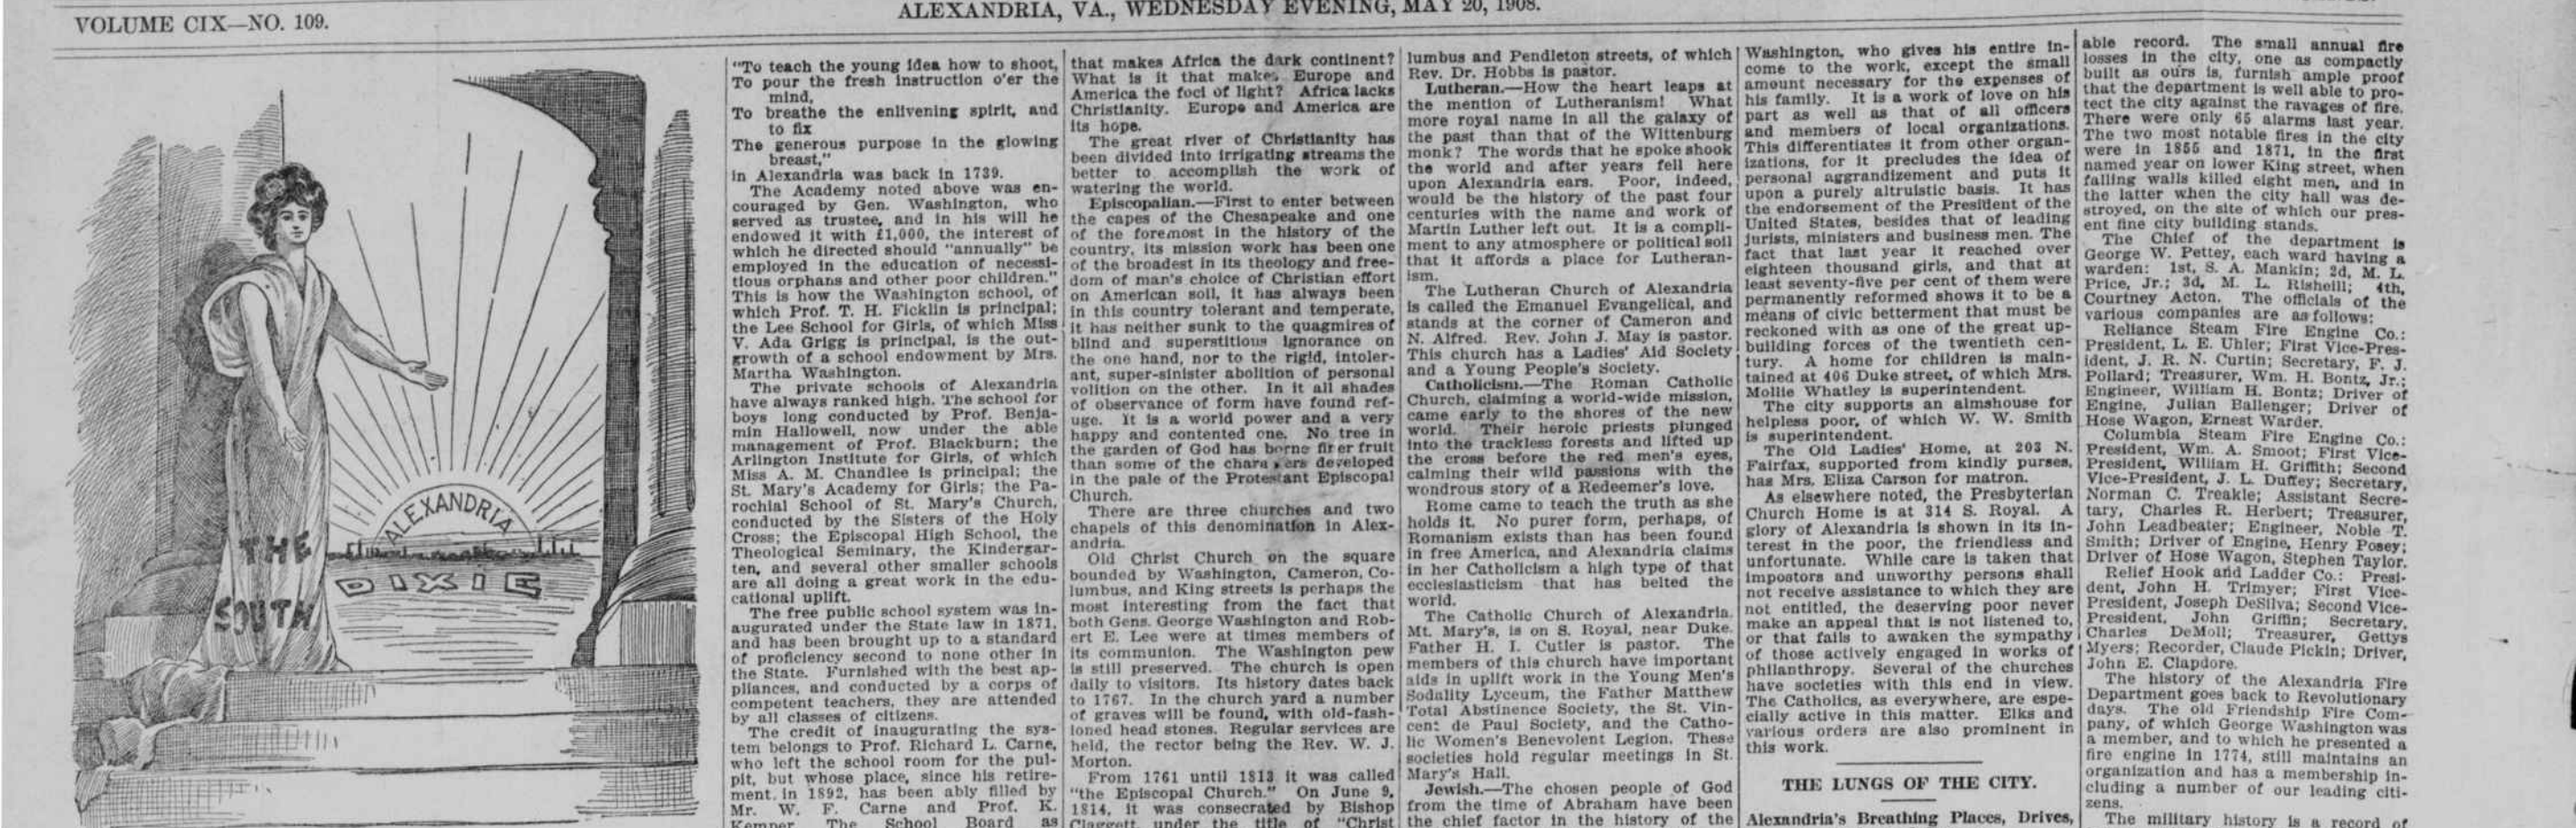 VOLUME CIX—NO. 109.
ALEXANDRIA, VA., WEDNESDAY EVENING, MAY 20, 1908.
ALEXANDRIA
THE
SOUTH
DIXIE
"To teach the young idea how to shoot,
To pour the fresh instruction o'er the
mind,
To breathe the enlivening spirit, and
to fix
The generous purpose in the glowing
breast,"
in Alexandria was back in 1739.
The Academy noted above was en-
couraged by Gen. Washington, who
served as trustee, and in his will he
endowed it with £1,000, the interest of
which he directed should "annually" be
employed in the education of necessi-
tious orphans and other poor children."
This is how the Washington school, of
which Prof. T. H. Ficklin is principal;
the Lee School for Girls, of which Miss
V. Ada Grigg is principal, is the out-
growth of a school endowment by Mrs.
Martha Washington.
The private schools of Alexandria
have always ranked high. The school for
boys long conducted by Prof. Benja-
min Hallowell, now under the able
management of Prof. Blackburn; the
Arlington Institute for Girls, of which
Miss A. M. Chandlee is principal; the
St. Mary's Academy for Girls; the Pa-
rochial School of St. Mary's Church,
conducted by the Sisters of the Holy
Cross; the Episcopal High School, the
Theological Seminary, the Kindergar-
ten, and several other smaller schools
are all doing a great work in the edu-
cational uplift.
The free public school system was in-
augurated under the State law in 1871,
and has been brought up to a standard
of proficiency second to none other in
the State. Furnished with the best ap-
pliances, and conducted by a corps of
competent teachers, they are attended
by all classes of citizens.
The credit of inaugurating the sys-
tem belongs to Prof. Richard L. Carne,
who left the school room for the pul-
pit, but whose place, since his retire-
ment, in 1892, has been ably filled by
Mr. W. F. Carne and Prof. K.
Kemper. The School Board as
that makes Africa the dark continent?
What is it that makes Europe and
America the foci of light? Africa lacks
Christianity. Europe and America are
its hope.
The great river of Christianity has
been divided into irrigating streams the
better to accomplish the work of
watering the world.
Episcopalian.—First to enter between
the capes of the Chesapeake and one
of the foremost in the history of the
country, its mission work has been one
of the broadest in its theology and free-
dom of man's choice of Christian effort
on American soil, it has always been
in this country tolerant and temperate,
it has neither sunk to the quagmires of
blind and superstitious ignorance on
the one hand, nor to the rigid, intoler-
ant, super-sinister abolition of personal
volition on the other. In it all shades
of observance of form have found ref-
uge. It is a world power and a very
happy and contented one. No tree in
the garden of God has borne firer fruit
than some of the developed
in the pale of the Protestant Episcopal
Church.
There are three churches and two
chapels of this denomination in Alex-
andria.
Old Christ Church on the square
bounded by Washington, Cameron, Co-
lumbus, and King streets is perhaps the
most interesting from the fact that
both Gens. George Washington and Rob-
ert E. Lee were at times members of
its communion. The Washington pew
is still preserved. The church is open
daily to visitors. Its history dates back
to 1767. In the church yard a number
of graves will be found, with old-fash-
ioned head stones. Regular services are
held, the rector being the Rev. W. J.
Morton.
From 1761 until 1813 it was called
"the Episcopal Church." On June 9,
1814, it was consecrated by Bishop
Claggett, under the title of "Christ
lumbus and Pendleton streets, of which
Rev. Dr. Hobbs is pastor.
Lutheran.—How the heart leaps at
the mention of Lutheranism! What
more royal name in all the galaxy of
the past than that of the Wittenburg
monk? The words that he spoke shook
the world and after years fell here
upon Alexandria ears. Poor, indeed,
would be the history of the past four
centuries with the name and work of
Martin Luther left out. It is a compli-
ment to any atmosphere or political soil
that it affords a place for Lutheran-
ism.
The Lutheran Church of Alexandria
is called the Emanuel Evangelical, and
stands at the corner of Cameron and
N. Alfred. Rev. John J. May is pastor.
This church has a Ladies' Aid Society
and a Young People's Society.
Catholicism.—The Roman Catholic
Church, claiming a world-wide mission,
came early to the shores of the new
world. Their heroic priests plunged
into the trackless forests and lifted up
the cross before the red men's eyes,
calming their wild passions with the
wondrous story of a Redeemer's love.
Rome came to teach the truth as she
holds it. No purer form, perhaps, of
Romanism exists than has been found
in free America, and Alexandria claims
in her Catholicism a high type of that
ecclesiasticism that has belted the
world.
The Catholic Church of Alexandria,
Mt. Mary's, is on S. Royal, near Duke.
Father H. I. Cutler is pastor. The
members of this church have important
aids in uplift work in the Young Men's
Sodality Lyceum, the Father Matthew
Total Abstinence Society, the St. Vin-
cent de Paul Society, and the Catho-
lic Women's Benevolent Legion. These
societies hold regular meetings in St.
Mary's Hall.
Jewish.—The chosen people of God
from the time of Abraham have been
the chief factor in the history of the
Washington, who gives his entire in-
come to the work, except the small
amount necessary for the expenses of
his family. It is a work of love on his
part as well as that of all officers
and members of local organizations.
This differentiates it from other organ-
izations, for it precludes the idea of
personal aggrandizement and puts it
upon a purely altruistic basis. It has
the endorsement of the President of the
United States, besides that of leading
jurists, ministers and business men. The
fact that last year it reached over
eighteen thousand girls, and that at
least seventy-five per cent of them were
permanently reformed shows it to be a
means of civic betterment that must be
reckoned with as one of the great up-
building forces of the twentieth cen-
tury. A home for children is main-
tained at 406 Duke street, of which Mrs.
Mollie Whatley is superintendent.
The city supports an almshouse for
helpless poor, of which W. W. Smith
is superintendent.
The Old Ladies' Home, at 203 N.
Fairfax, supported from kindly purses,
has Mrs. Eliza Carson for matron.
As elsewhere noted, the Presbyterian
Church Home is at 314 S. Royal. A
glory of Alexandria is shown in its in-
terest in the poor, the friendless and
unfortunate. While care is taken that
impostors and unworthy persons shall
not receive assistance to which they are
not entitled, the deserving poor never
make an appeal that is not listened to,
or that fails to awaken the sympathy
of those actively engaged in works of
philanthropy. Several of the churches
have societies with this end in view.
The Catholics, as everywhere, are espe-
cially active in this matter. Elks and
various orders are also prominent in
this work.
THE LUNGS OF THE CITY.
Alexandria's Breathing Places, Drives,
able record. The small annual fire
losses in the city, one as compactly
built as ours is, furnish ample proof
that the department is well able to pro-
tect the city against the ravages of fire.
There were only 65 alarms last year.
The two most notable fires in the city
were in 1855 and 1871, in the first
named year on lower King street, when
falling walls killed eight men, and in
the latter when the city hall was de-
stroyed, on the site of which our pres-
ent fine city building stands.
The Chief of the department is
George W. Pettey, each ward having a
warden: 1st, S. A. Mankin; 2d, M. L.
Price, Jr.; 3d, M. L. Risheill; 4th,
Courtney Acton. The officials of the
various companies are as follows:
Reliance Steam Fire Engine Co.:
President, L. E. Uhler; First Vice-Pres-
ident, J. R. N. Curtin; Secretary, F. J.
Pollard; Treasurer, Wm. H. Bontz, Jr.;
Engineer, William H. Bontz; Driver of
Engine, Julian Ballenger; Driver of
Hose Wagon, Ernest Warder.
Columbia Steam Fire Engine Co.:
President, Wm. A. Smoot; First Vice-
President, William H. Griffith; Second
Vice-President, J. L. Duffey; Secretary,
Norman C. Treakle; Assistant Secre-
tary, Charles R. Herbert; Treasurer,
John Leadbeater; Engineer, Noble T.
Smith; Driver of Engine, Henry Posey;
Driver of Hose Wagon, Stephen Taylor.
Relief Hook and Ladder Co.: Presi-
dent, John H. Trimyer; First Vice-
President, Joseph DeSilva; Second Vice-
President, John Griffin; Secretary,
Charles DeMoll; Treasurer, Gettys
Myers; Recorder, Claude Pickin; Driver,
John E. Clapdore.
The history of the Alexandria Fire
Department goes back to Revolutionary
days. The old Friendship Fire Com-
pany, of which George Washington was
a member, and to which he presented a
fire engine in 1774, still maintains an
organization and has a membership in-
cluding a number of our leading citi-
zens.
The military history is a record of